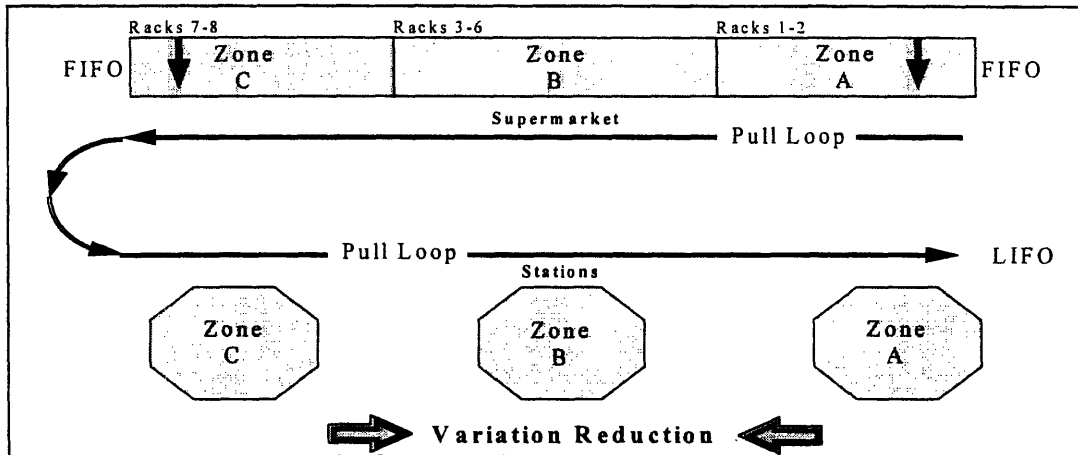 Racks 7-8
Racks 3-6
Racks 1-2
FIFO
Zone
C
Zone
B
Zone
A
FIFO
Supermarket
Pull Loop
Pull Loop
LIFO
Stations
Zone
C
Zone
B
Zone
A
Variation Reduction